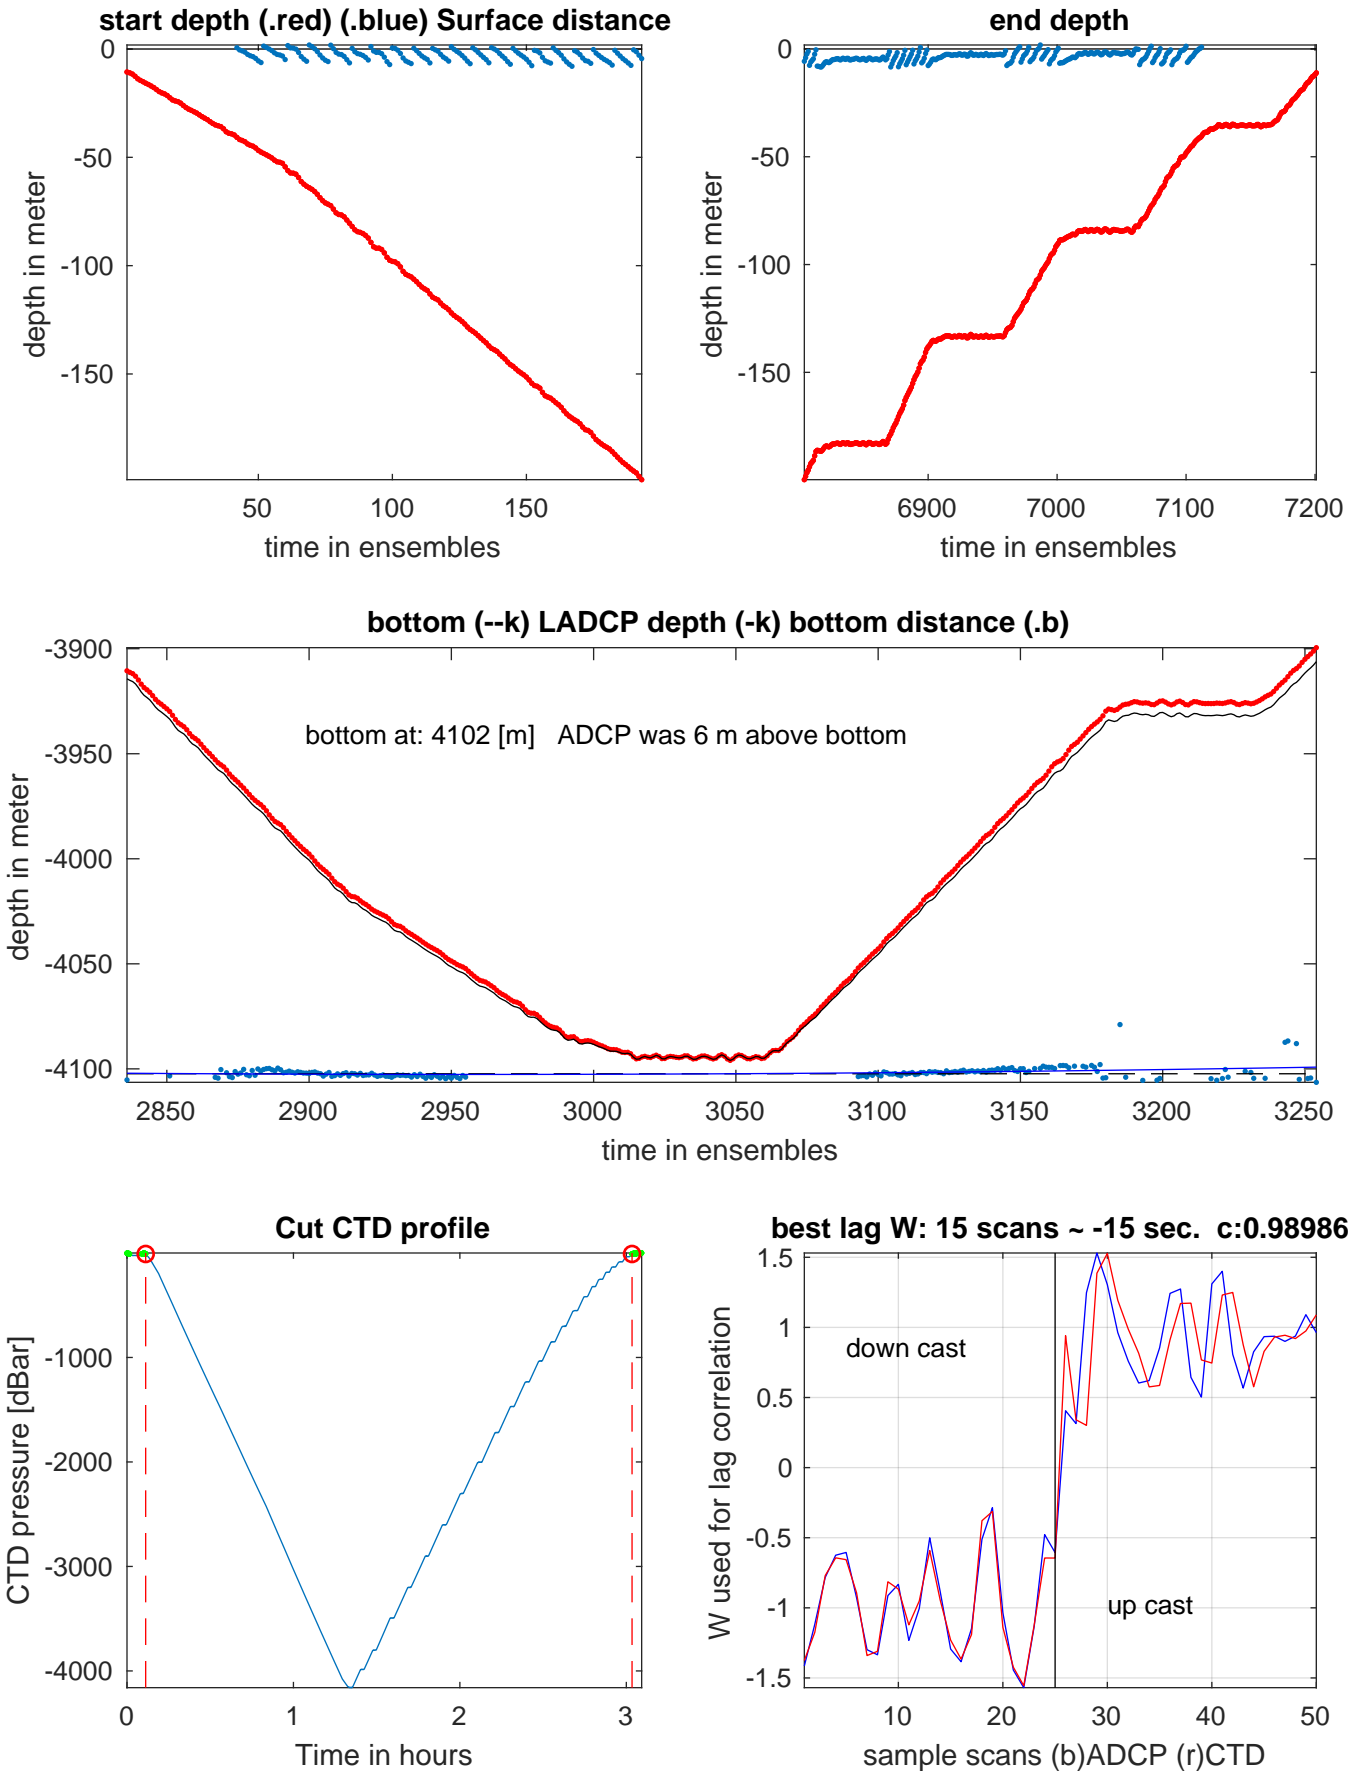 start depth (.red) (.blue) Surface distance
0
-50
-100
-150
depth in meter
50
100
150
time in ensembles
end depth
0
-50
-100
-150
depth in meter
6900
7000
7100
7200
time in ensembles
bottom (--k) LADCP depth (-k) bottom distance (.b)
-3900
-3950
-4000
-4050
-4100
depth in meter
bottom at: 4102 [m]   ADCP was 6 m above bottom
2850
2900
2950
3000
3050
3100
3150
3200
3250
time in ensembles
Cut CTD profile
-1000
-2000
-3000
-4000
CTD pressure [dBar]
0
1
2
3
Time in hours
best lag W: 15 scans ~ -15 sec.  c:0.98986
1.5
1
0.5
0
-0.5
-1
-1.5
W used for lag correlation
down cast
up cast
10
20
30
40
50
sample scans (b)ADCP (r)CTD